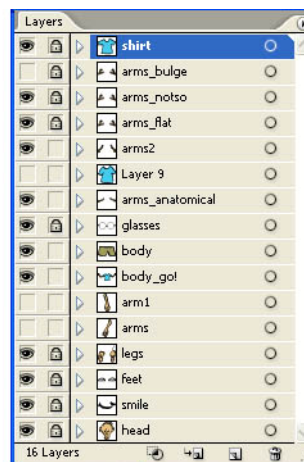 Layers
shirt
arms_bulge
arms_notso
arms_flat
arms2
Layer 9
arms_anatomical
glasses
body
body_go!
arm1
arms
legs
feet
smile
head
16 Layers